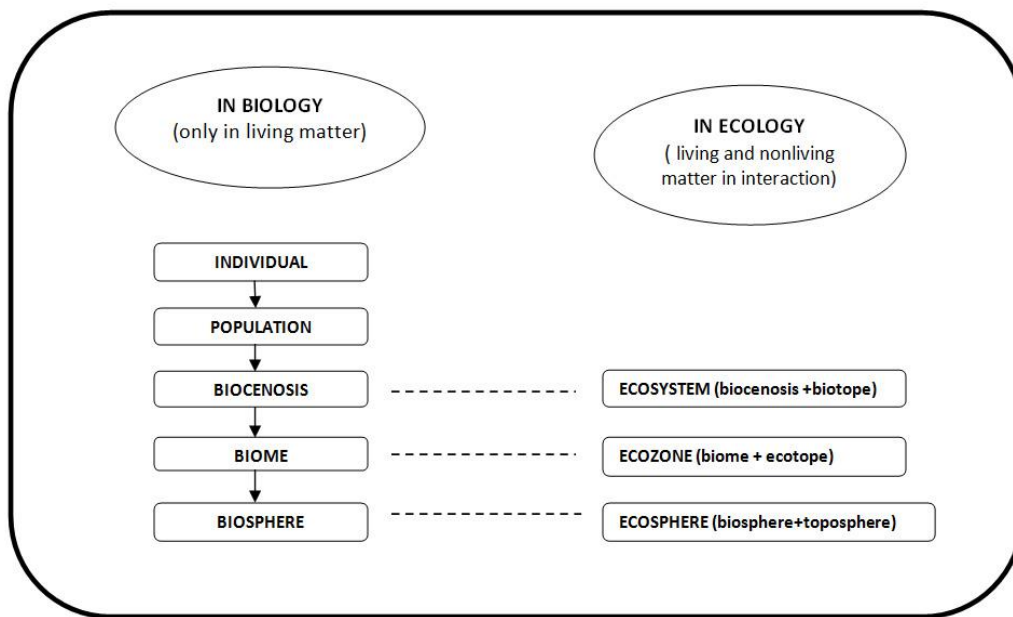 IN BIOLOGY
(only in living matter)
IN ECOLOGY
( living and nonliving
matter in interaction)
INDIVIDUAL
POPULATION
BIOCENOSIS
ECOSYSTEM (biocenosis +biotope)
BIOME
ECOZONE (biome + ecotope)
BIOSPHERE
ECOSPHERE (biosphere+toposphere)